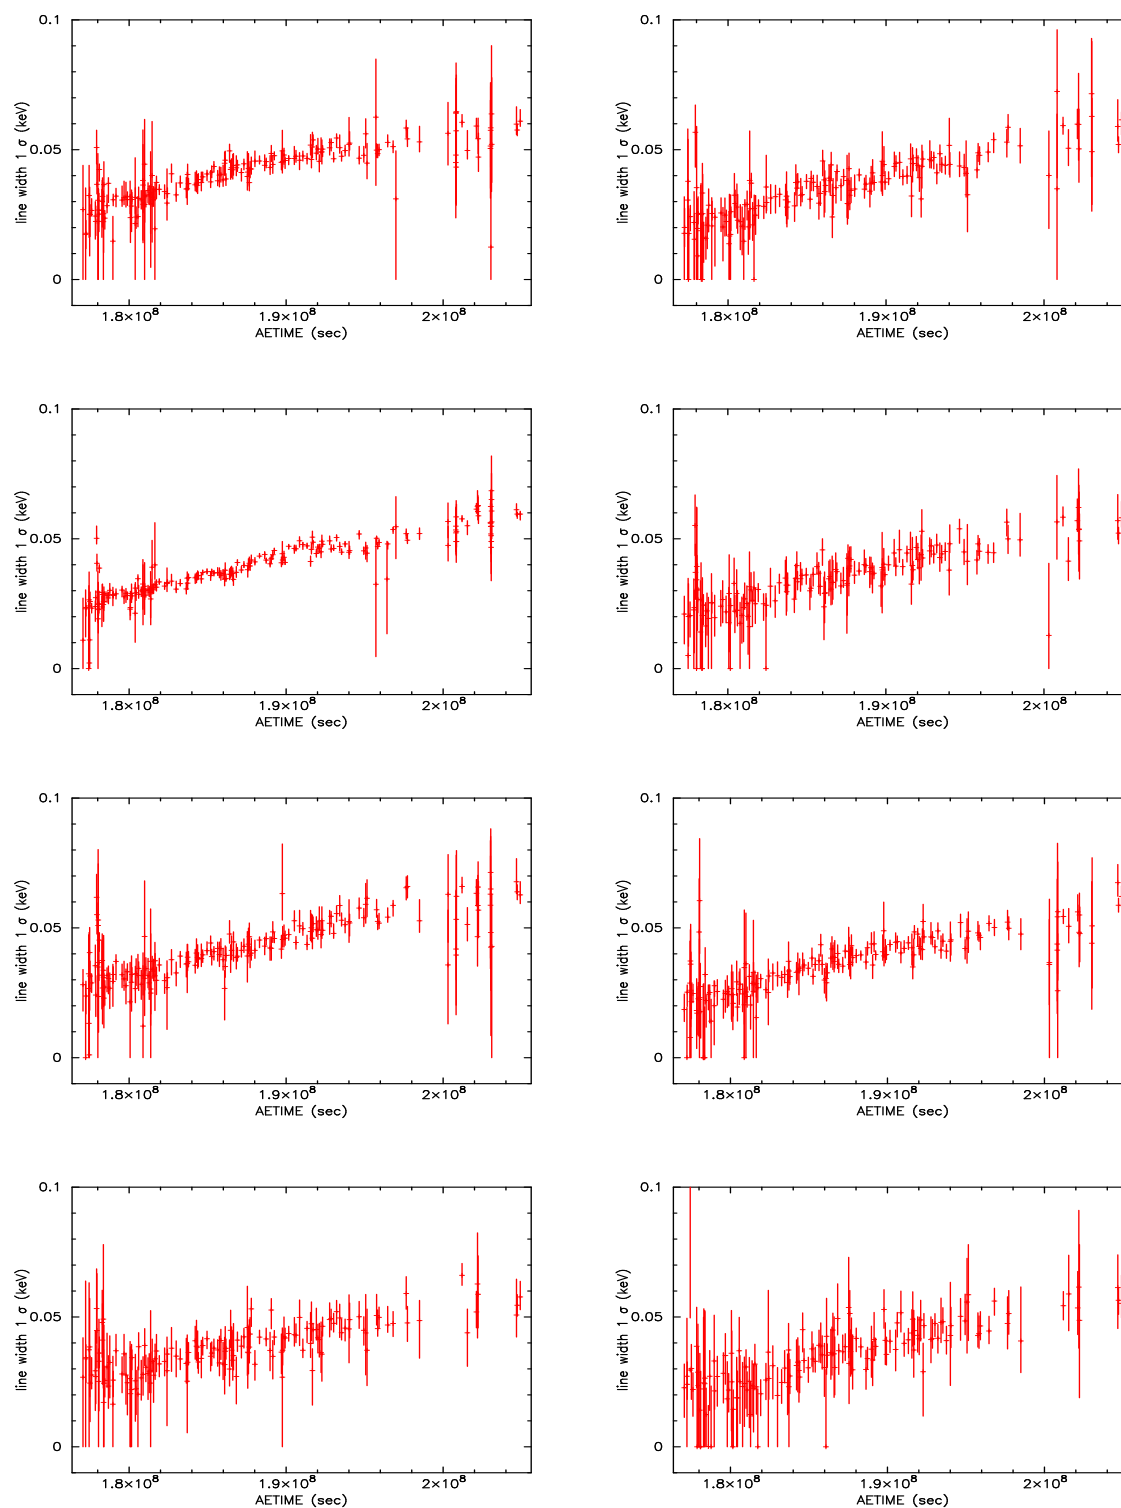 0.1 0.1
line width 1 σ (keV) line width 1 σ (keV)
0.05 0.05
0 0
1.8×10⁸ 1.9×10⁸ 2×10⁸ 1.8×10⁸ 1.9×10⁸ 2×10⁸
AETIME (sec) AETIME (sec)
0.1 0.1
line width 1 σ (keV) line width 1 σ (keV)
0.05 0.05
0 0
1.8×10⁸ 1.9×10⁸ 2×10⁸ 1.8×10⁸ 1.9×10⁸ 2×10⁸
AETIME (sec) AETIME (sec)
0.1 0.1
line width 1 σ (keV) line width 1 σ (keV)
0.05 0.05
0 0
1.8×10⁸ 1.9×10⁸ 2×10⁸ 1.8×10⁸ 1.9×10⁸ 2×10⁸
AETIME (sec) AETIME (sec)
0.1 0.1
line width 1 σ (keV) line width 1 σ (keV)
0.05 0.05
0 0
1.8×10⁸ 1.9×10⁸ 2×10⁸ 1.8×10⁸ 1.9×10⁸ 2×10⁸
AETIME (sec) AETIME (sec)